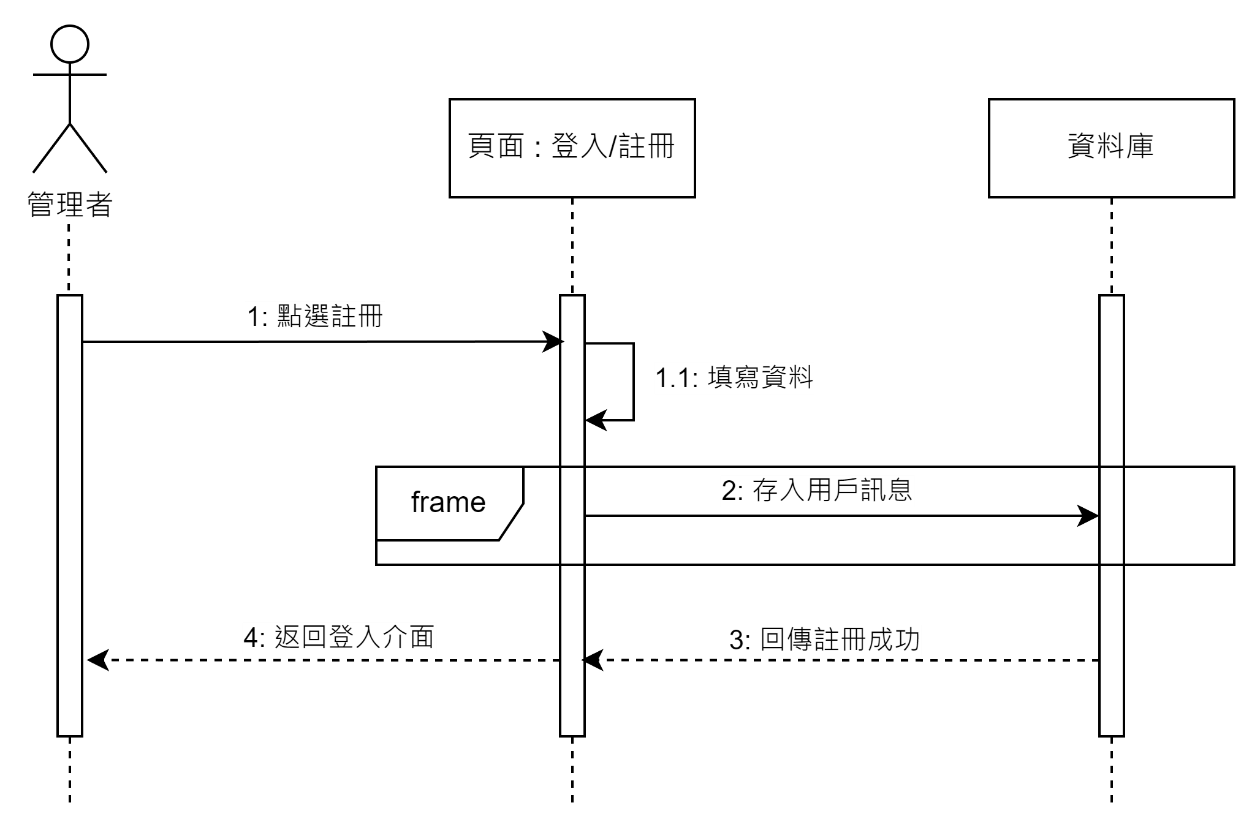 管理者
頁面 : 登入/註冊
資料庫
1: 點選註冊
1.1: 填寫資料
frame
2: 存入用戶訊息
4: 返回登入介面
3: 回傳註冊成功